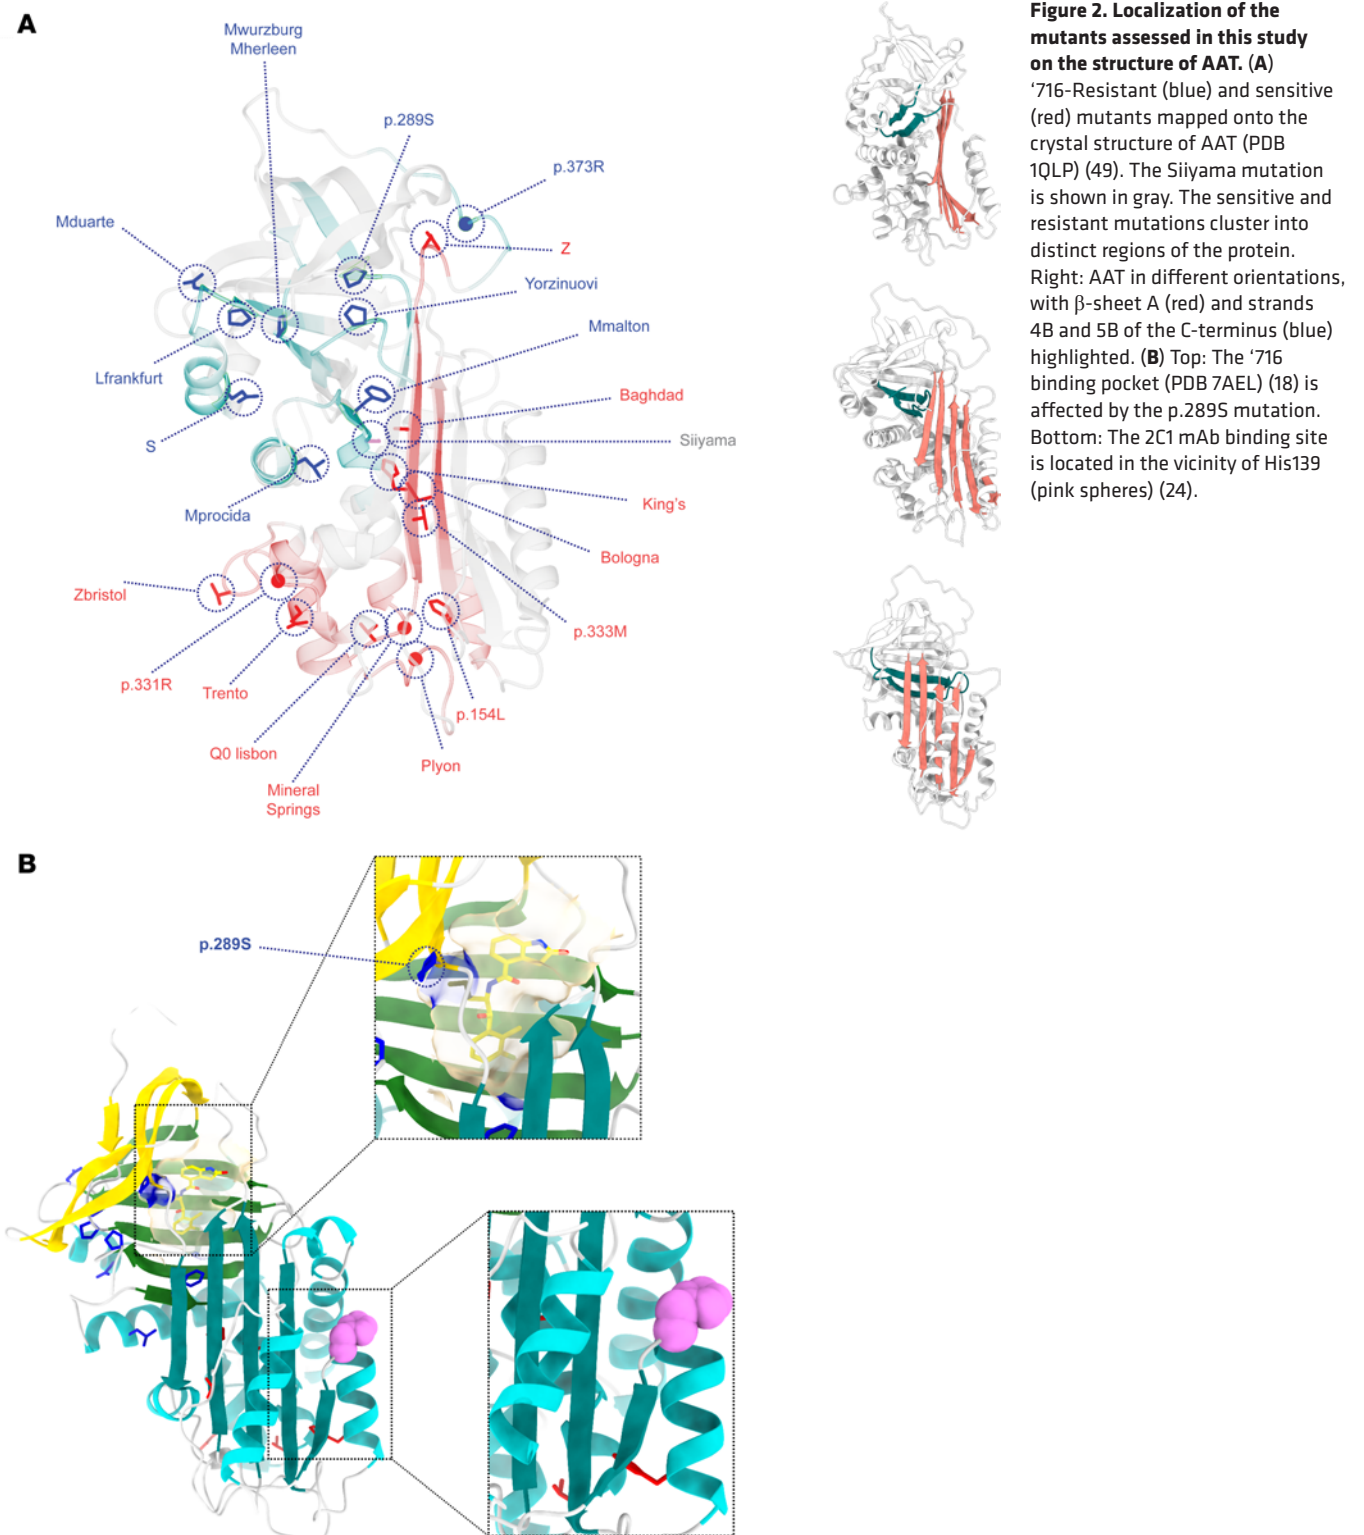 A
Mwurzburg
Mherleen
p.289S
p.373R
Mduarte
Z
Yorzinuovi
Mmalton
Lfrankfurt
Baghdad
S
Siiyama
Mprocida
King's
Bologna
Zbristol
p.333M
p.331R
Trento
p.154L
Q0 lisbon
Plyon
Mineral
Springs
Figure 2. Localization of the
mutants assessed in this study
on the structure of AAT. (A)
‘716-Resistant (blue) and sensitive
(red) mutants mapped onto the
crystal structure of AAT (PDB
1QLP) (49). The Siiyama mutation
is shown in gray. The sensitive and
resistant mutations cluster into
distinct regions of the protein.
Right: AAT in different orientations,
with β-sheet A (red) and strands
4B and 5B of the C-terminus (blue)
highlighted. (B) Top: The ‘716
binding pocket (PDB 7AEL) (18) is
affected by the p.289S mutation.
Bottom: The 2C1 mAb binding site
is located in the vicinity of His139
(pink spheres) (24).
B
p.289S